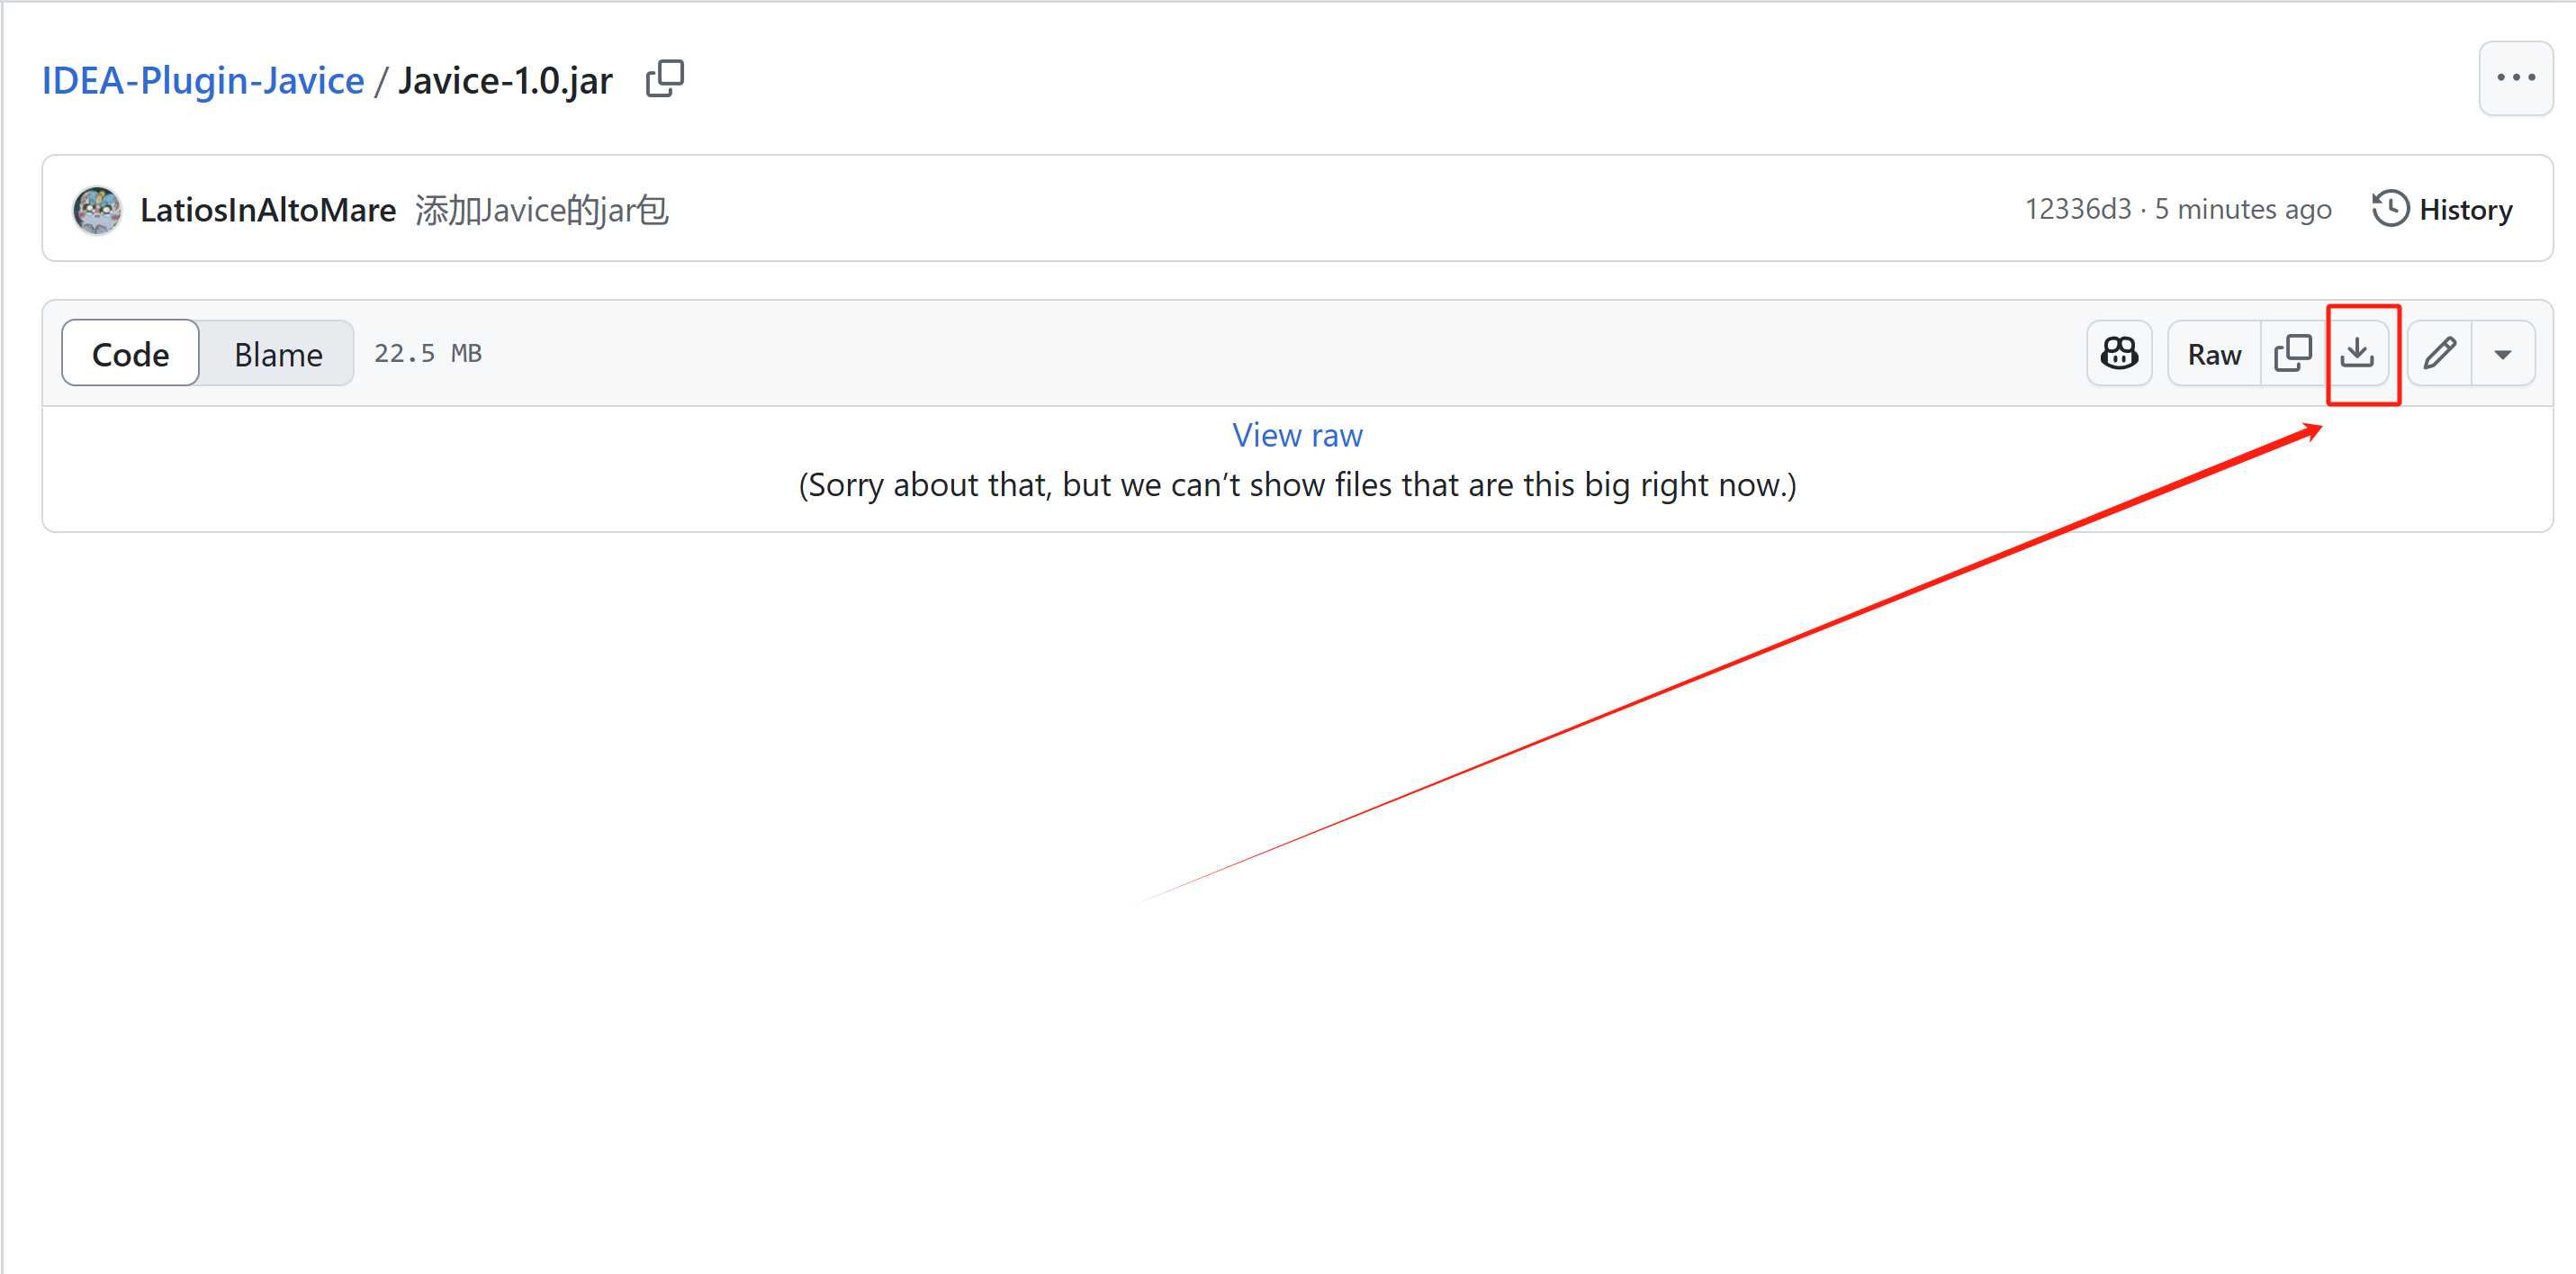 IDEA-Plugin-Javice / Javice-1.0.jar
LatiosInAltoMare 添加Javice的jar包 12336d3 · 5 minutes ago History
Code Blame 22.5 MB Raw
View raw
(Sorry about that, but we can’t show files that are this big right now.)